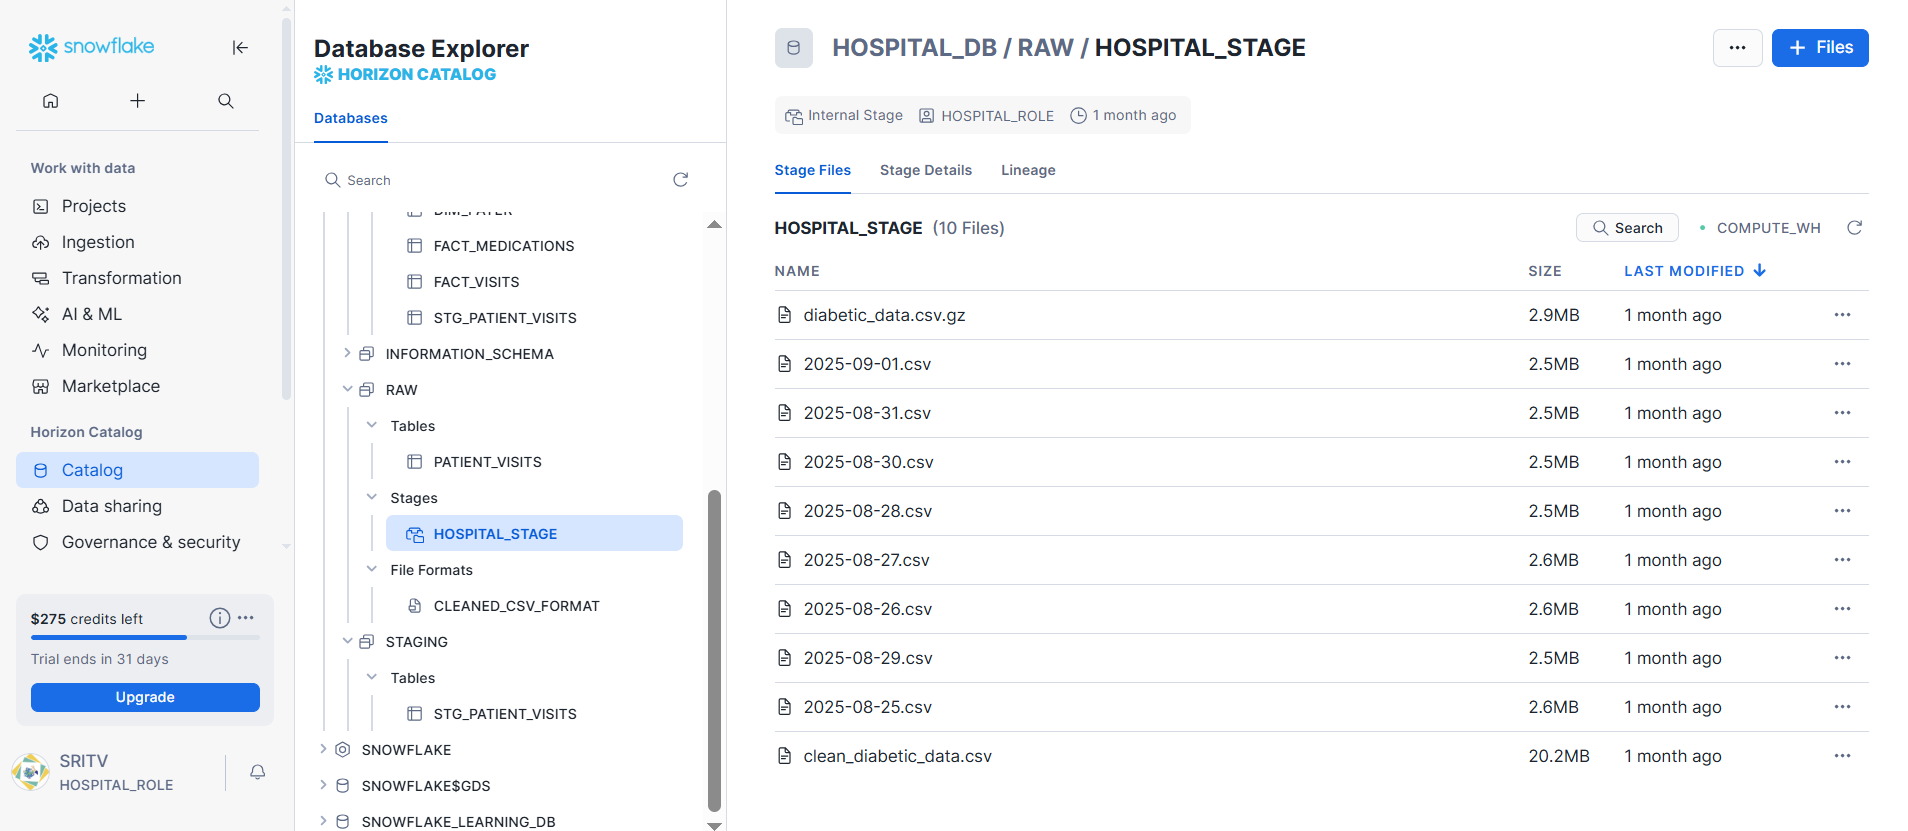 snowflake
Work with data
Projects
Ingestion
Transformation
AI & ML
Monitoring
Marketplace
Horizon Catalog
Catalog
Data sharing
Governance & security
$275 credits left
Trial ends in 31 days
Upgrade
SRITV
HOSPITAL_ROLE
Database Explorer
HORIZON CATALOG
Databases
Search
DIM_PAYER
FACT_MEDICATIONS
FACT_VISITS
STG_PATIENT_VISITS
INFORMATION_SCHEMA
RAW
Tables
PATIENT_VISITS
Stages
HOSPITAL_STAGE
File Formats
CLEANED_CSV_FORMAT
STAGING
Tables
STG_PATIENT_VISITS
SNOWFLAKE
SNOWFLAKE$GDS
SNOWFLAKE_LEARNING_DB
HOSPITAL_DB / RAW / HOSPITAL_STAGE
+ Files
Internal Stage HOSPITAL_ROLE 1 month ago
Stage Files Stage Details Lineage
HOSPITAL_STAGE (10 Files) Search COMPUTE_WH
NAME SIZE LAST MODIFIED
diabetic_data.csv.gz 2.9MB 1 month ago
2025-09-01.csv 2.5MB 1 month ago
2025-08-31.csv 2.5MB 1 month ago
2025-08-30.csv 2.5MB 1 month ago
2025-08-28.csv 2.5MB 1 month ago
2025-08-27.csv 2.6MB 1 month ago
2025-08-26.csv 2.6MB 1 month ago
2025-08-29.csv 2.5MB 1 month ago
2025-08-25.csv 2.6MB 1 month ago
clean_diabetic_data.csv 20.2MB 1 month ago